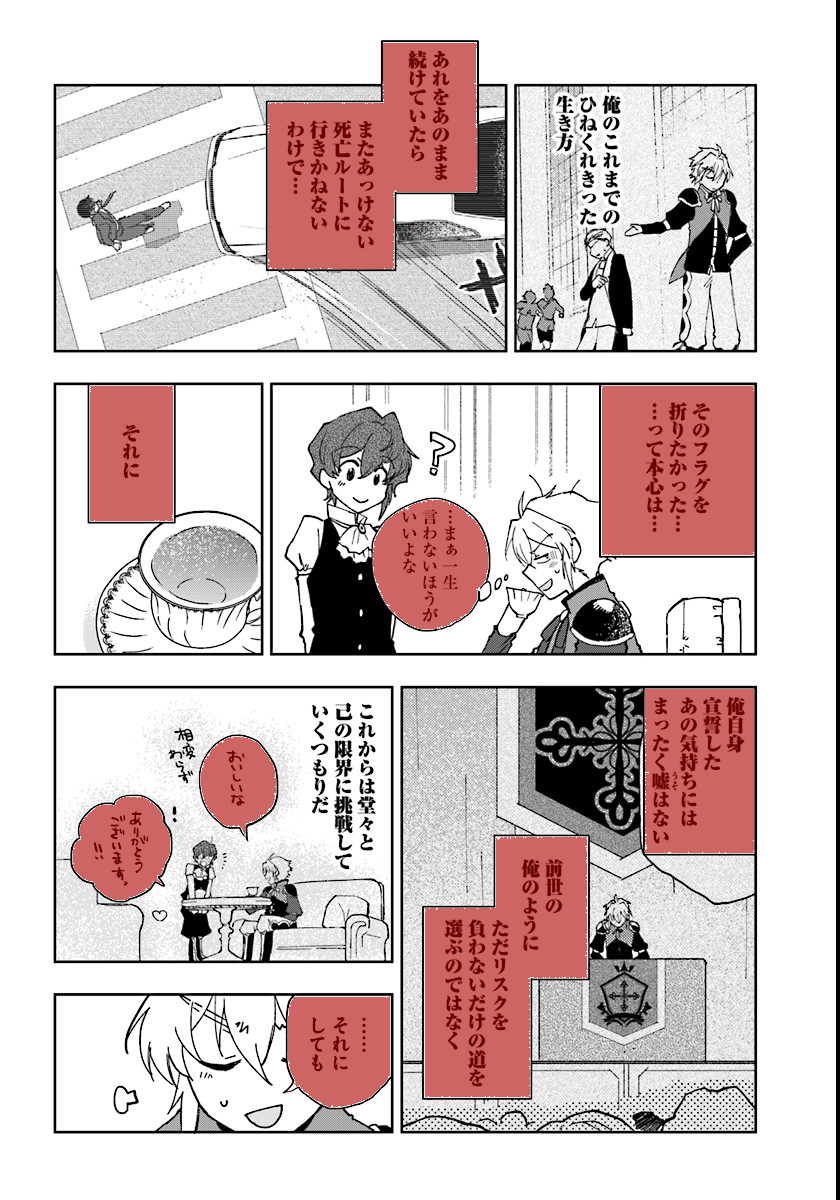 俺のこれまでの
ひねくれきった
生き方
あれをあのまま
続けていたら
またあっけない
死亡ルートに
行きかねない
わけで…
そのフラグを
折りたかった…
…って本心は…
?
…まぁ一生
言わないほうが
いいよな
それに
俺自身
宣誓した
あの気持ちには
まったく嘘はない
うそ
前世の
俺のように
ただリスクを
負わないだけの道を
選ぶのではなく
これからは堂々と
己の限界に挑戦して
いくつもりだ
おいしいな
相変
わらず
!
ありがとう
ございます。
!!
……
それに
しても